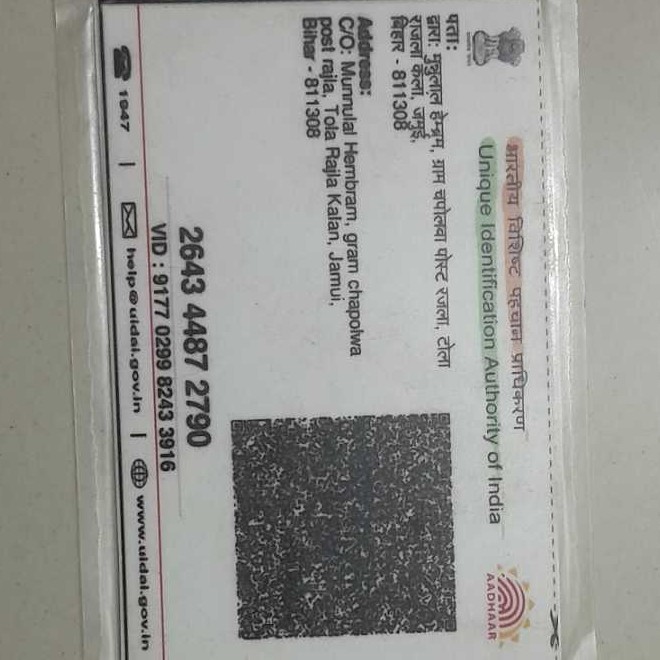 भारतीय विशिष्ट पहचान प्राधिकरण
Unique Identification Authority of India
AADHAAR
पता:
द्वारा: मुन्नुलाल हेम्ब्रम, ग्राम चपोलवा पोस्ट रजला, टोला
राजला कला, जमुई,
बिहार - 811308
Address:
C/O: Munnulal Hembram, gram chapolwa
post rajla, Tola Rajla Kalan, Jamui,
Bihar - 811308
2643 4487 2790
VID : 9177 0299 8243 3916
1947 | help@uidai.gov.in | www.uidai.gov.in